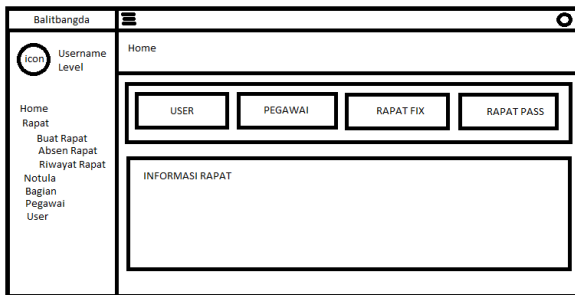 Balitbangda
icon
Username
Level
Home
Rapat
Buat Rapat
Absen Rapat
Riwayat Rapat
Notula
Bagian
Pegawai
User
Home
USER
PEGAWAI
RAPAT FIX
RAPAT PASS
INFORMASI RAPAT